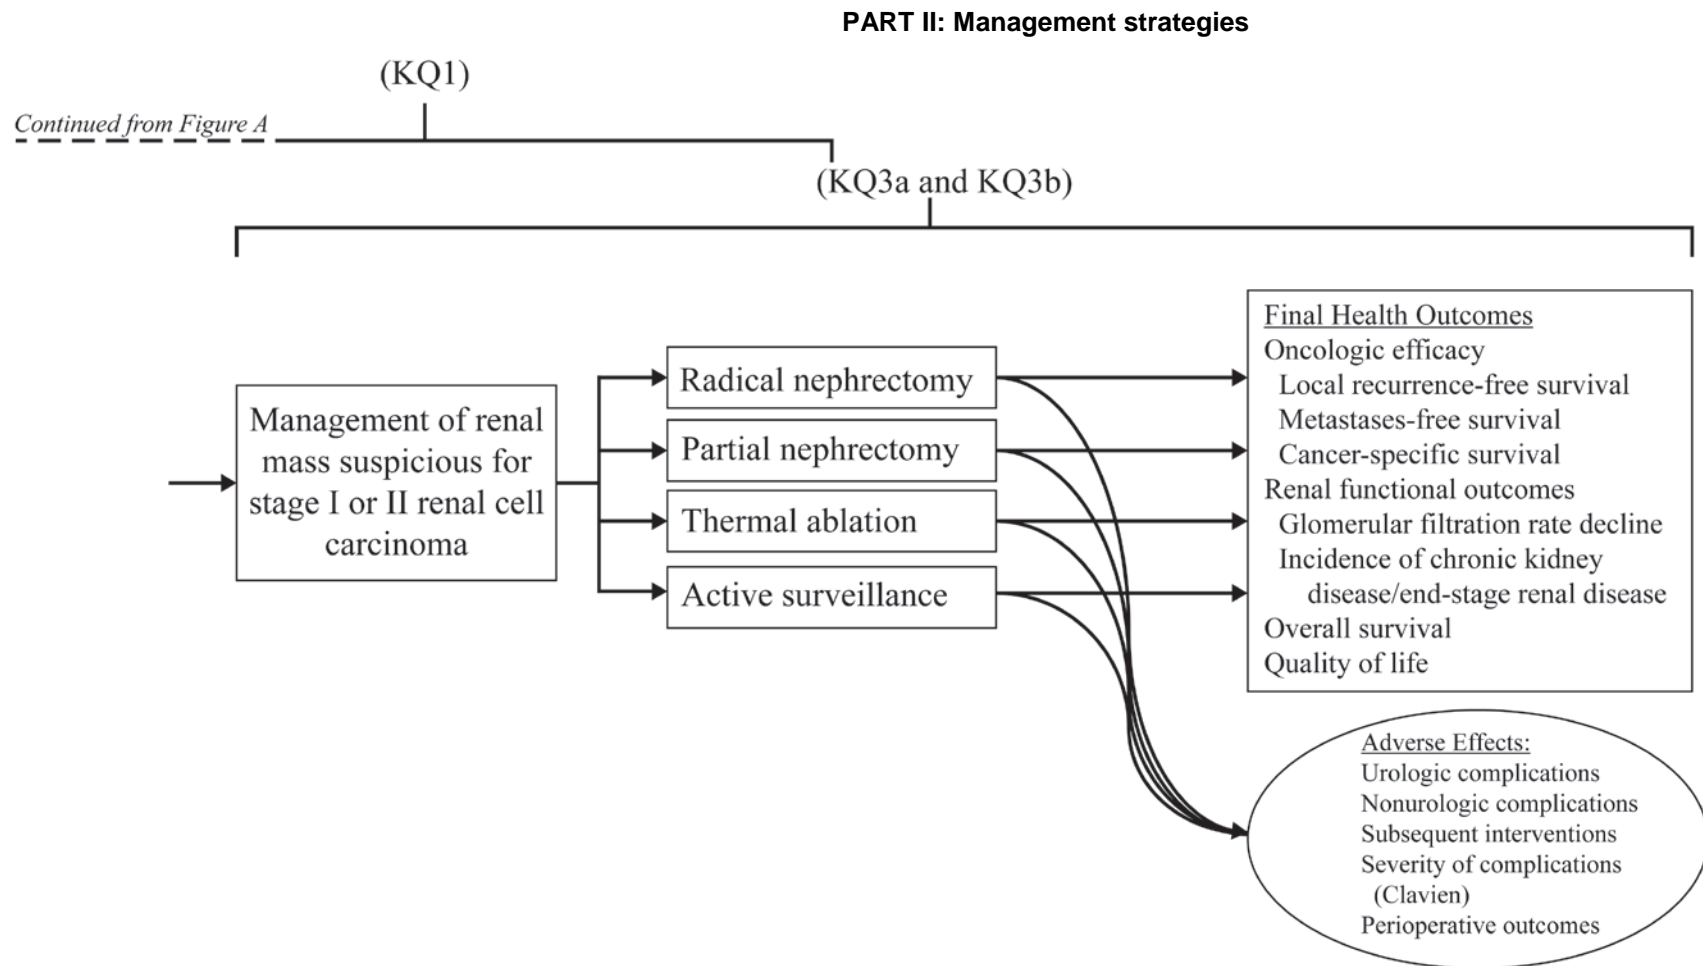 PART II: Management strategies
(KQ1)
Continued from Figure A
(KQ3a and KQ3b)
Management of renal
mass suspicious for
stage I or II renal cell
carcinoma
Radical nephrectomy
Partial nephrectomy
Thermal ablation
Active surveillance
Final Health Outcomes
Oncologic efficacy
Local recurrence-free survival
Metastases-free survival
Cancer-specific survival
Renal functional outcomes
Glomerular filtration rate decline
Incidence of chronic kidney
disease/end-stage renal disease
Overall survival
Quality of life
Adverse Effects:
Urologic complications
Nonurologic complications
Subsequent interventions
Severity of complications
(Clavien)
Perioperative outcomes